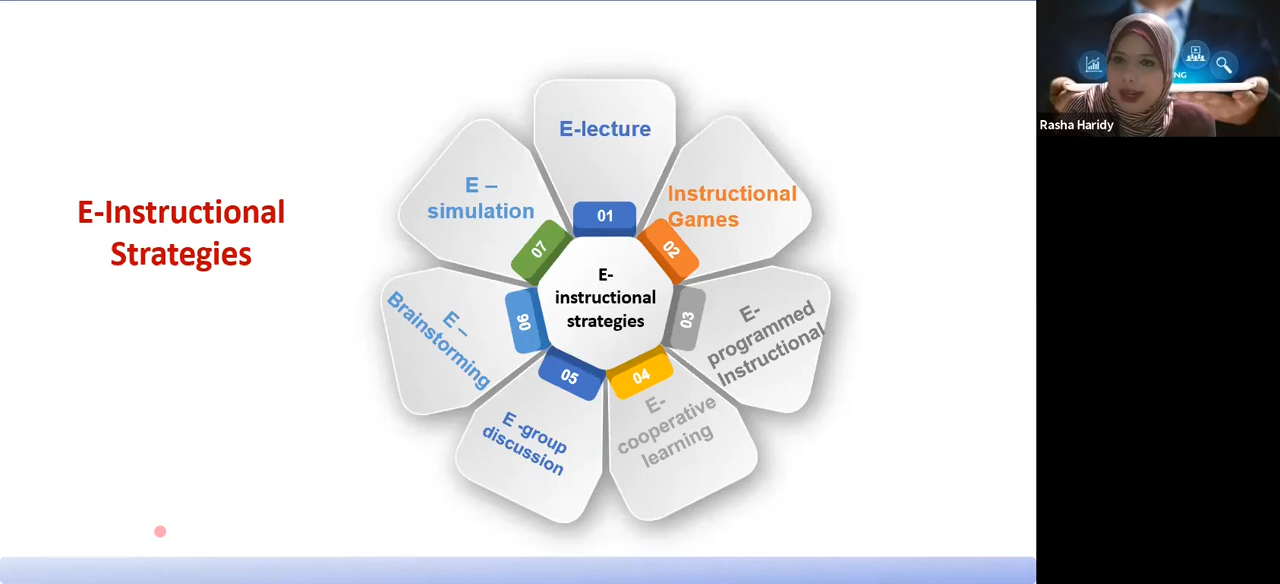 E-Instructional
Strategies
E-lecture
01
Instructional
Games
02
E-
programmed
Instructional
03
E-
cooperative
learning
04
E -group
discussion
05
E –
Brainstorming
06
E –
simulation
07
E-
instructional
strategies
NG
Rasha Haridy